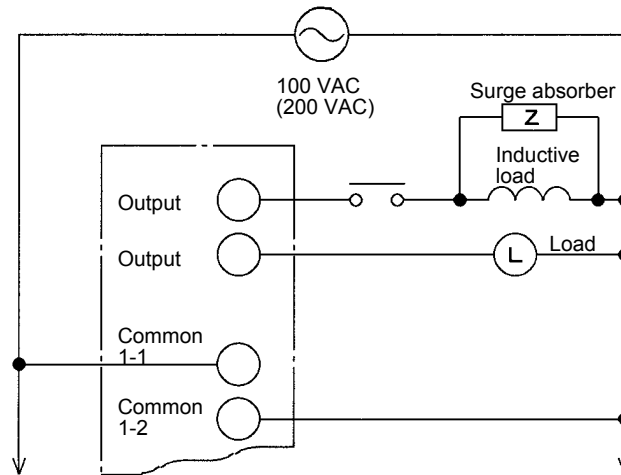 100 VAC
(200 VAC)
Surge absorber
Z
Inductive
load
Output
Output
L
Load
Common
1-1
Common
1-2